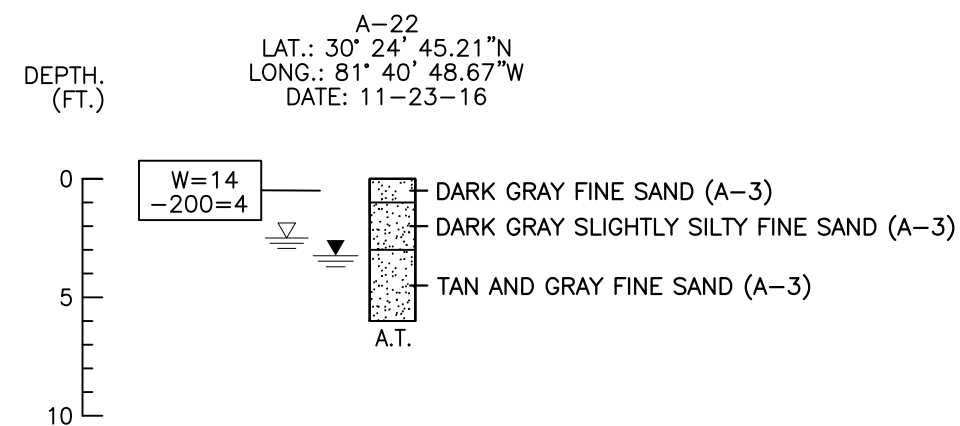 A-22
LAT.: 30° 24' 45.21"N
LONG.: 81° 40' 48.67"W
DATE: 11-23-16
DEPTH.
(FT.)
0
W=14
-200=4
DARK GRAY FINE SAND (A-3)
DARK GRAY SLIGHTLY SILTY FINE SAND (A-3)
TAN AND GRAY FINE SAND (A-3)
5
A.T.
10